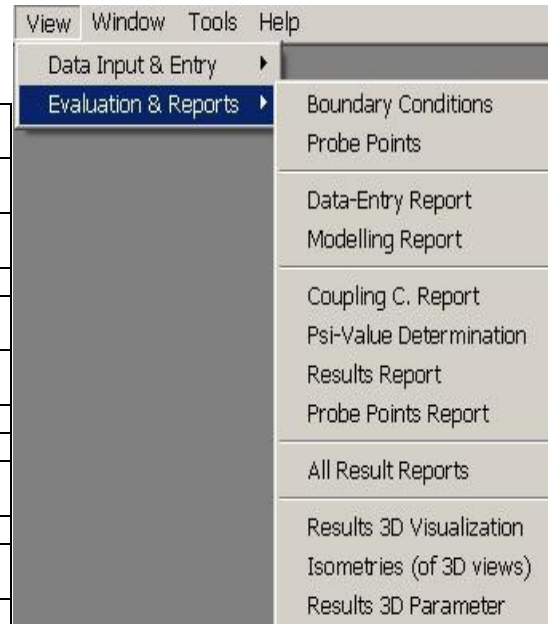 View Window Tools Help
Data Input & Entry
Evaluation & Reports
Boundary Conditions
Probe Points
Data-Entry Report
Modelling Report
Coupling C. Report
Psi-Value Determination
Results Report
Probe Points Report
All Result Reports
Results 3D Visualization
Isometries (of 3D views)
Results 3D Parameter